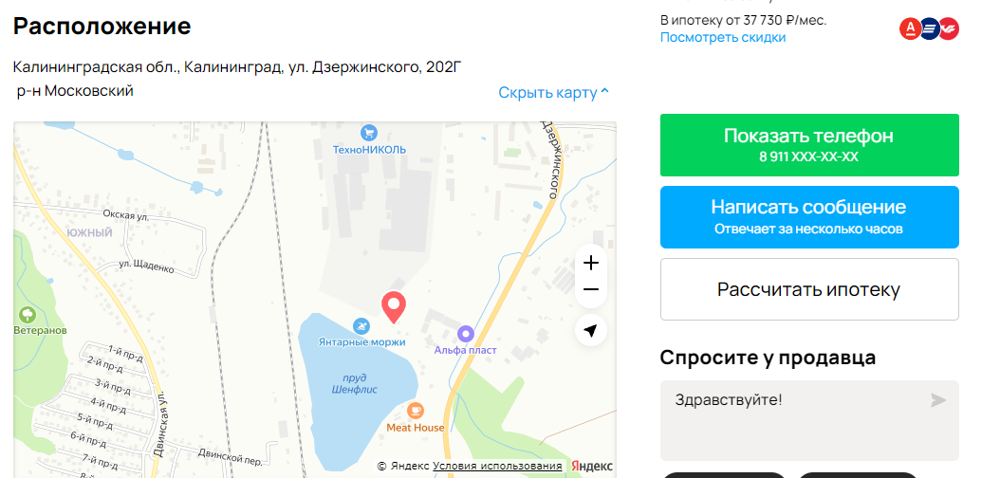 Расположение
Калининградская обл., Калининград, ул. Дзержинского, 202Г
р-н Московский
Скрыть карту
ТехноНИКОЛЬ
Дзержинского
Окская ул.
ЮЖНЫЙ
ул. Щаденко
Ветеранов
Янтарные моржи
Альфа пласт
пруд
Шенфлис
Meat House
1-й пр-д
2-й пр-д
3-й пр-д
4-й пр-д
5-й пр-д
6-й пр-д
7-й пр-д
Двинская ул.
Двинской пер.
© Яндекс Условия использования
Яндекс
В ипотеку от 37 730 ₽/мес.
Посмотреть скидки
Показать телефон
8 911 XXX-XX-XX
Написать сообщение
Отвечает за несколько часов
Рассчитать ипотеку
Спросите у продавца
Здравствуйте!